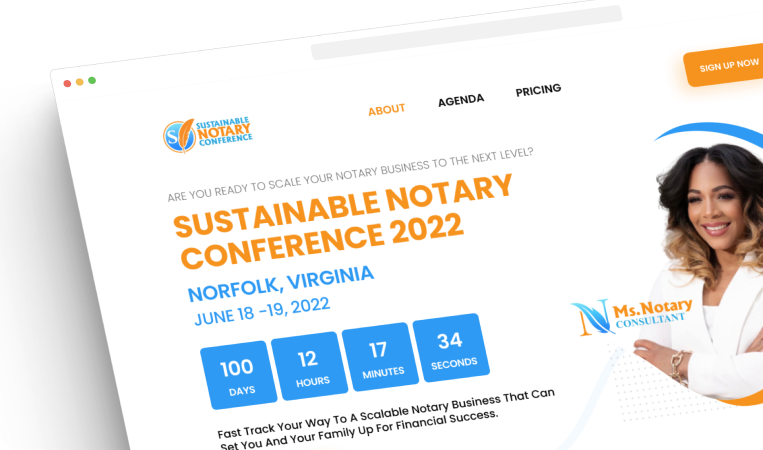 SIGN UP NOW
ABOUT AGENDA PRICING
SUSTAINABLE
NOTARY
CONFERENCE
ARE YOU READY TO SCALE YOUR NOTARY BUSINESS TO THE NEXT LEVEL?
SUSTAINABLE NOTARY
CONFERENCE 2022
NORFOLK, VIRGINIA
JUNE 18 -19, 2022
Ms.Notary
CONSULTANT
100 12 17 34
DAYS HOURS MINUTES SECONDS
Fast Track Your Way To A Scalable Notary Business That Can
Set You And Your Family Up For Financial Success.